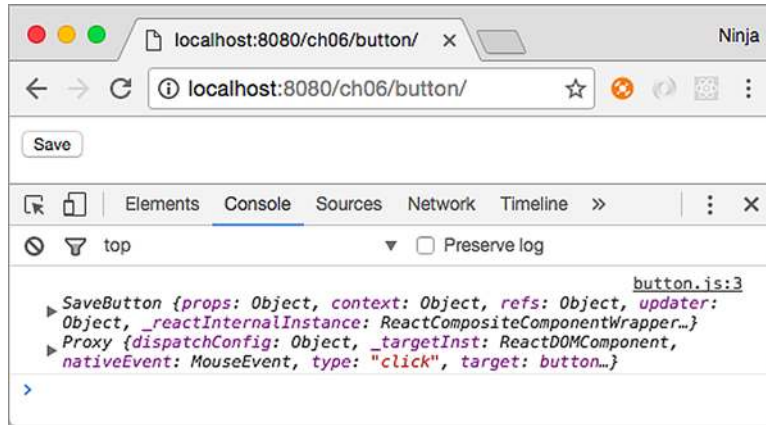 localhost:8080/ch06/button/
Ninja
localhost:8080/ch06/button/
Save
Elements Console Sources Network Timeline »
top Preserve log
button.js:3
SaveButton {props: Object, context: Object, refs: Object, updater:
Object, _reactInternalInstance: ReactCompositeComponentWrapper…}
Proxy {dispatchConfig: Object, _targetInst: ReactDOMComponent,
nativeEvent: MouseEvent, type: "click", target: button…}
>